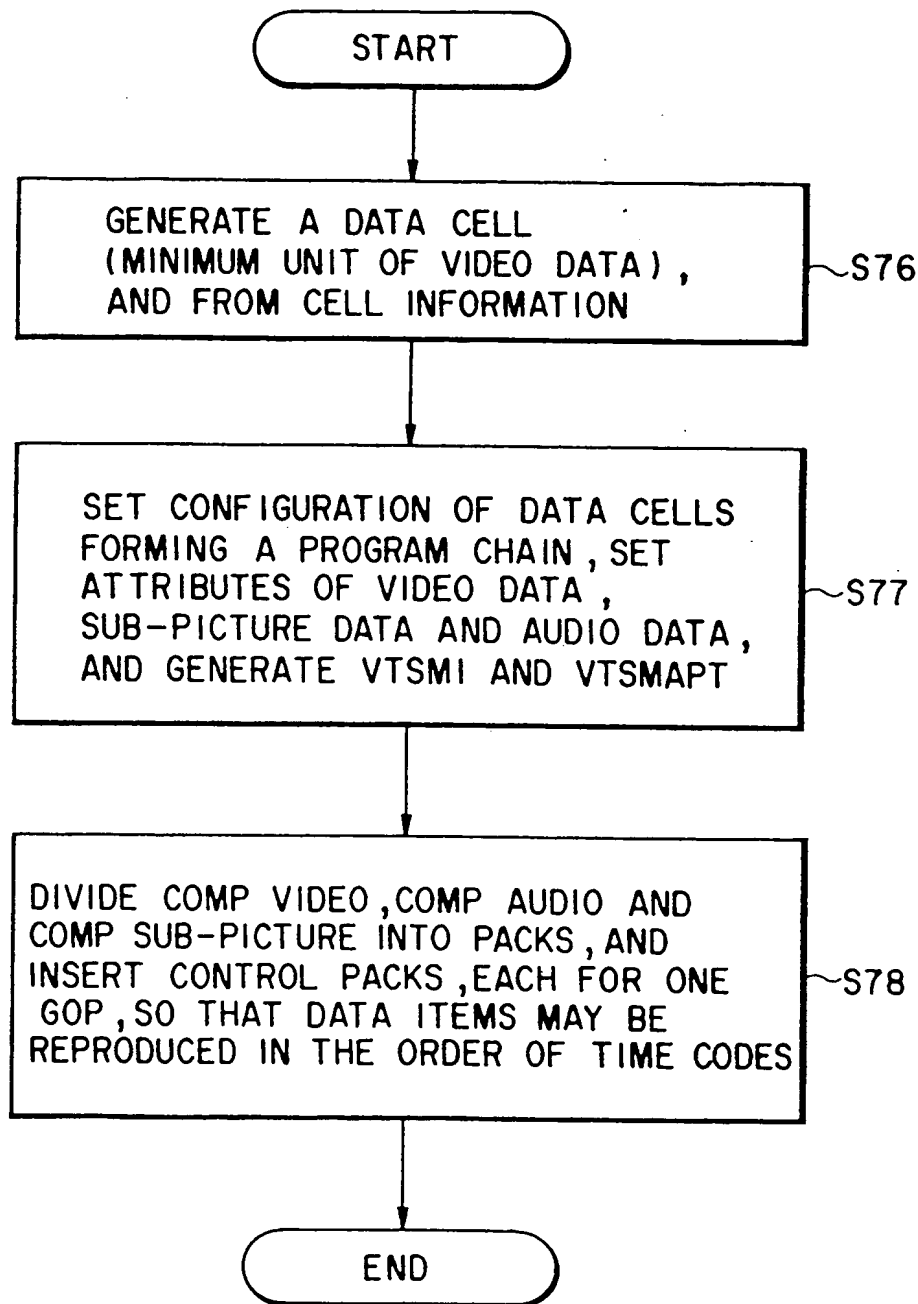 START
GENERATE A DATA CELL
(MINIMUM UNIT OF VIDEO DATA),
AND FROM CELL INFORMATION
S76
SET CONFIGURATION OF DATA CELLS
FORMING A PROGRAM CHAIN, SET
ATTRIBUTES OF VIDEO DATA,
SUB-PICTURE DATA AND AUDIO DATA,
AND GENERATE VTSMI AND VTSMAPT
S77
DIVIDE COMP VIDEO, COMP AUDIO AND
COMP SUB-PICTURE INTO PACKS, AND
INSERT CONTROL PACKS, EACH FOR ONE
GOP, SO THAT DATA ITEMS MAY BE
REPRODUCED IN THE ORDER OF TIME CODES
S78
END